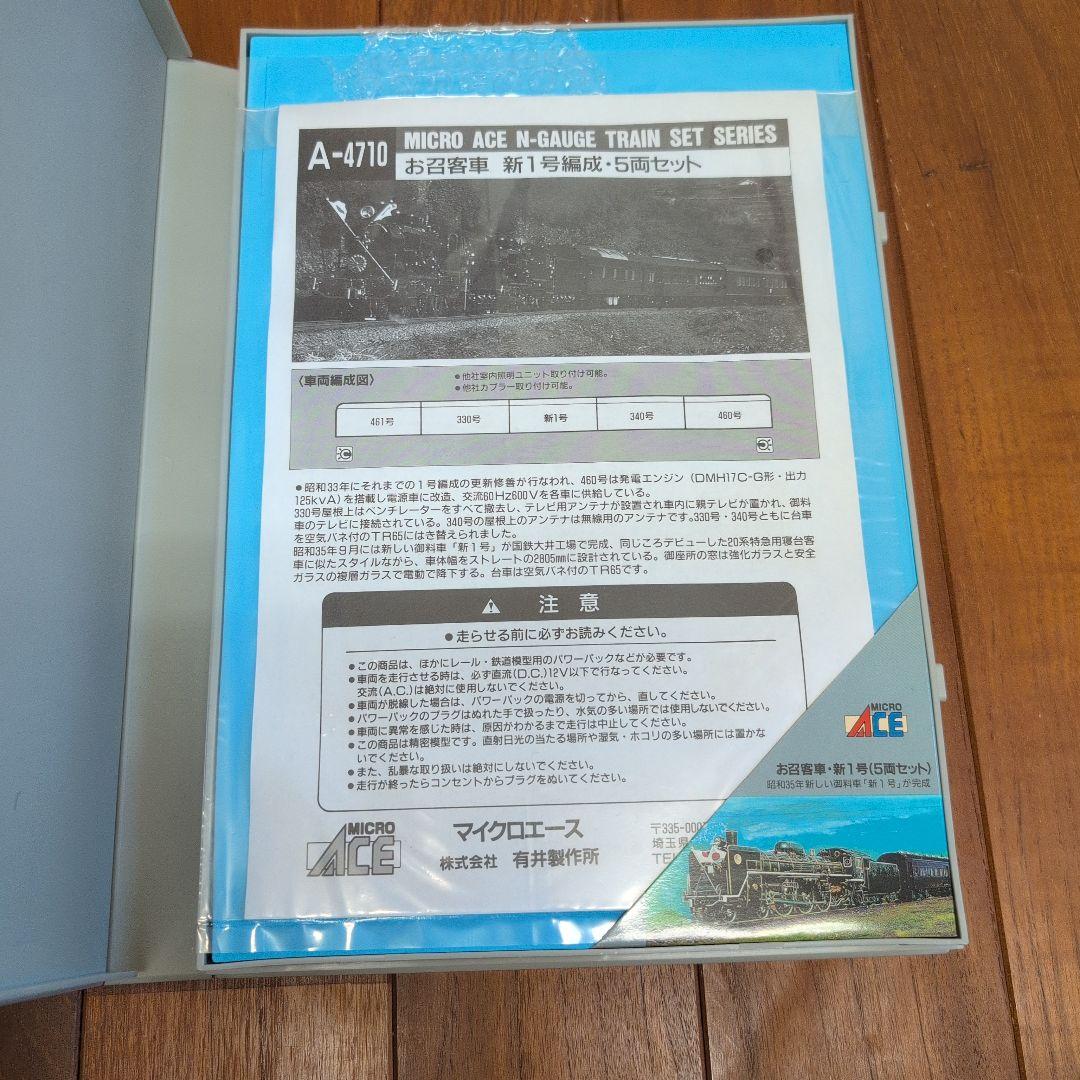 A-4710
MICRO ACE N-GAUGE TRAIN SET SERIES
お召客車 新1号編成・5両セット
〈車両編成図〉
●他社室内照明ユニット取り付け可能。
●他社カプラー取り付け可能。
461号 330号 新1号 340号 460号
●昭和33年にそれまでの1号編成の更新修善が行なわれ、460号は発電エンジン(DMH17C-G形・出力
125kVA)を搭載し電源車に改造、交流60Hz600Vを各車に供給している。
330号屋根上はベンチレーターをすべて撤去し、テレビ用アンテナが設置され車内に親テレビが置かれ、御料
車のテレビに接続されている。340号の屋根上のアンテナは無線用のアンテナです。330号・340号ともに台車
を空気バネ付のTR65にはき替えられました。
昭和35年9月には新しい御料車「新1号」が国鉄大井工場で完成、同じころデビューした20系特急用寝台客
車に似たスタイルながら、車体幅をストレートの2805mmに設計されている。御座所の窓は強化ガラスと安全
ガラスの複層ガラスで電動で降下する。台車は空気バネ付のTR65です。
注意
●走らせる前に必ずお読みください。
●この商品は、ほかにレール・鉄道模型用のパワーパックなどが必要です。
●車両を走行させる時は、必ず直流(D.C.)12V以下で行なってください。
交流(A.C.)は絶対に使用しないでください。
●車両が脱線した場合は、パワーパックの電源を切ってから、直してください。
●パワーパックのプラグはぬれた手で扱ったり、水気の多い場所では使用しないでください。
●車両に異常を感じた時は、原因がわかるまで走行は中止してください。
●この商品は精密模型です。直射日光の当たる場所や湿気・ホコリの多い場所には置かな
いでください。
●また、乱暴な取り扱いは絶対にしないでください。
●走行が終ったらコンセントからプラグをぬいてください。
MICRO
ACE
マイクロエース
株式会社 有井製作所
〒335-000
埼玉県
TEL
MICRO
ACE
お召客車・新1号(5両セット)
昭和35年新しい御料車「新1号」が完成